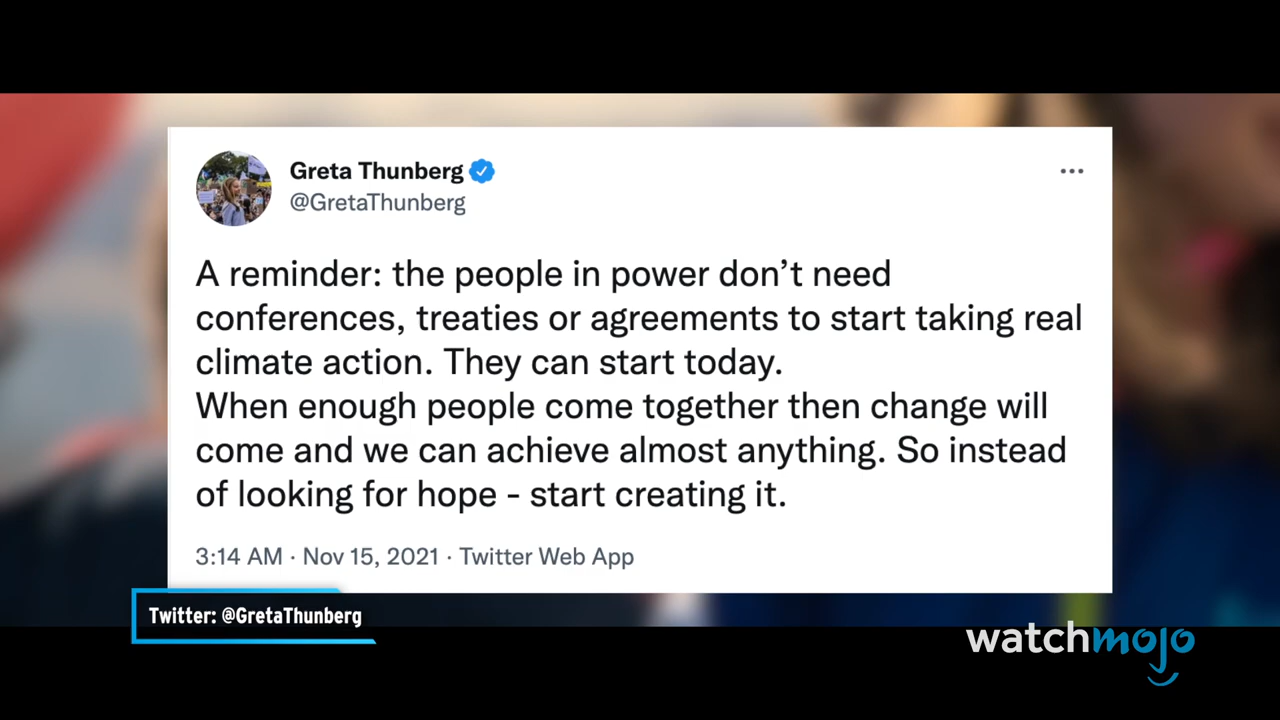 Greta Thunberg
@GretaThunberg
A reminder: the people in power don’t need
conferences, treaties or agreements to start taking real
climate action. They can start today.
When enough people come together then change will
come and we can achieve almost anything. So instead
of looking for hope - start creating it.
3:14 AM · Nov 15, 2021 · Twitter Web App
Twitter: @GretaThunberg
watchmojo